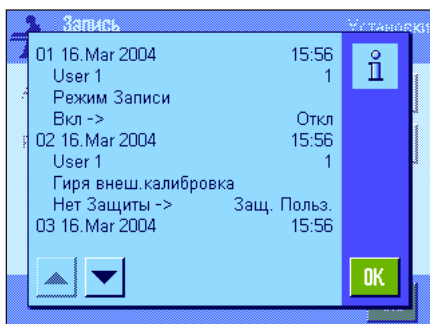 Запись
Установки
01 16.Mar 2004 15:56
User 1 1
Режим Записи
Вкл -> Откл
02 16.Mar 2004 15:56
User 1 1
Гиря внеш.калибровка
Нет Защиты -> Защ. Польз.
03 16.Mar 2004 15:56
OK